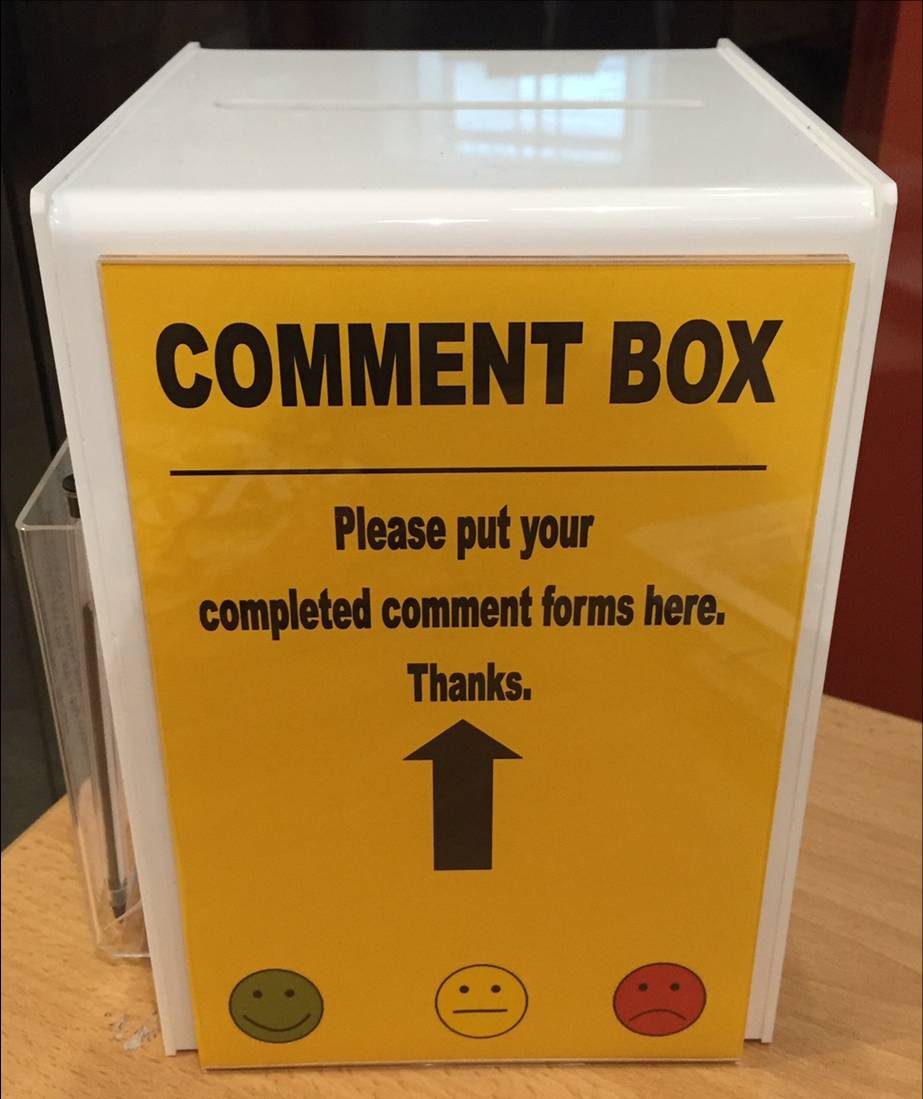 COMMENT BOX
Please put your
completed comment forms here.
Thanks.